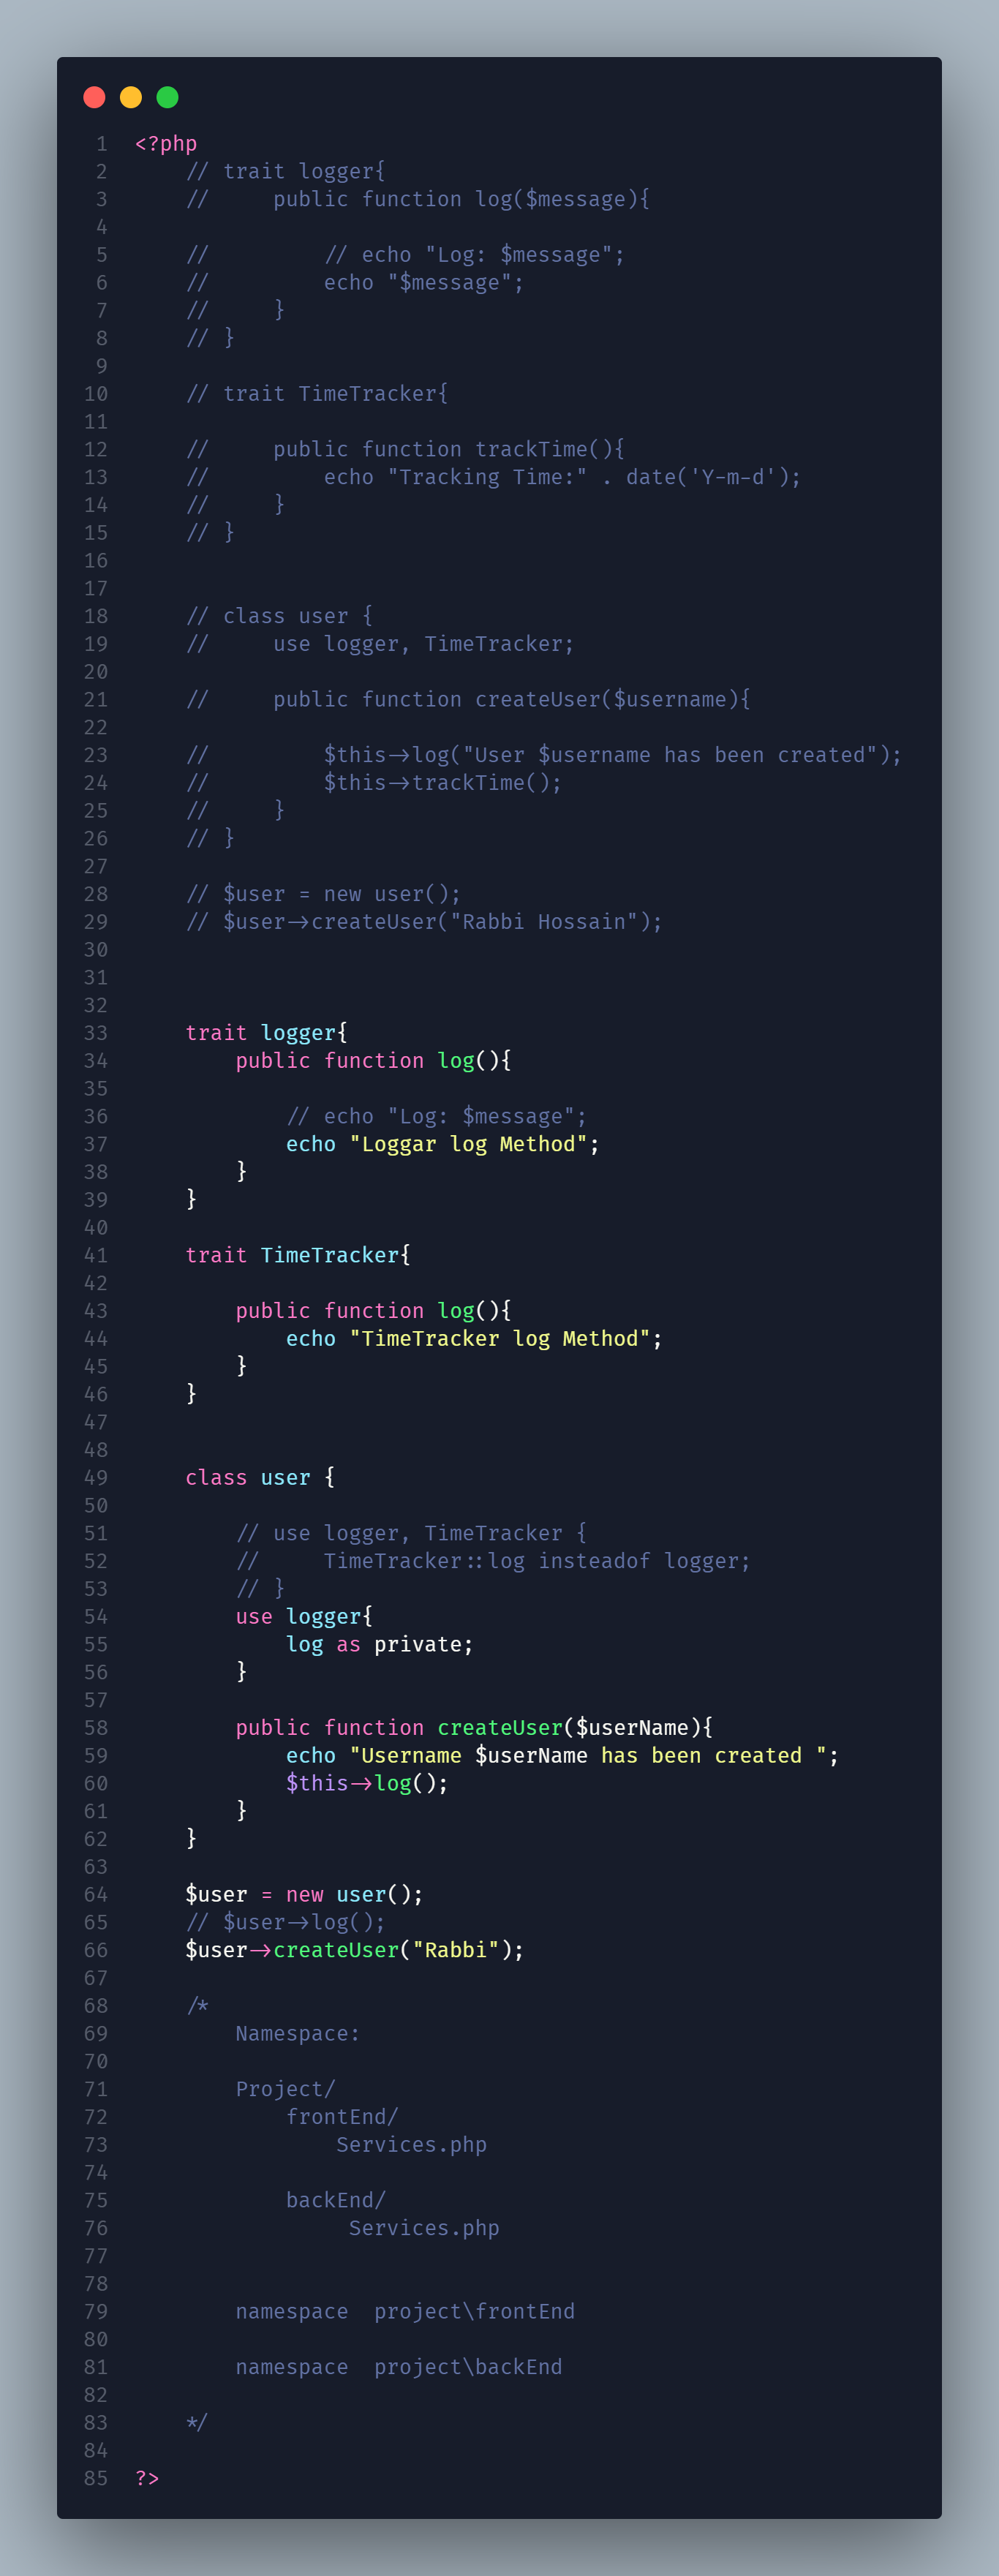 1 <?php
2     // trait logger{
3     //     public function log($message){
4
5     //         // echo "Log: $message";
6     //         echo "$message";
7     //     }
8     // }
9
10     // trait TimeTracker{
11
12     //     public function trackTime(){
13     //         echo "Tracking Time:" . date('Y-m-d');
14     //     }
15     // }
16
17
18     // class user {
19     //     use logger, TimeTracker;
20
21     //     public function createUser($username){
22
23     //         $this->log("User $username has been created");
24     //         $this->trackTime();
25     //     }
26     // }
27
28     // $user = new user();
29     // $user->createUser("Rabbi Hossain");
30
31
32
33     trait logger{
34         public function log(){
35
36             // echo "Log: $message";
37             echo "Loggar log Method";
38         }
39     }
40
41     trait TimeTracker{
42
43         public function log(){
44             echo "TimeTracker log Method";
45         }
46     }
47
48
49     class user {
50
51         // use logger, TimeTracker {
52         //     TimeTracker::log insteadof logger;
53         // }
54         use logger{
55             log as private;
56         }
57
58         public function createUser($userName){
59             echo "Username $userName has been created ";
60             $this->log();
61         }
62     }
63
64     $user = new user();
65     // $user->log();
66     $user->createUser("Rabbi");
67
68     /*
69         Namespace:
70
71         Project/
72             frontEnd/
73                 Services.php
74
75             backEnd/
76                  Services.php
77
78
79         namespace  project\frontEnd
80
81         namespace  project\backEnd
82
83     */
84
85 ?>